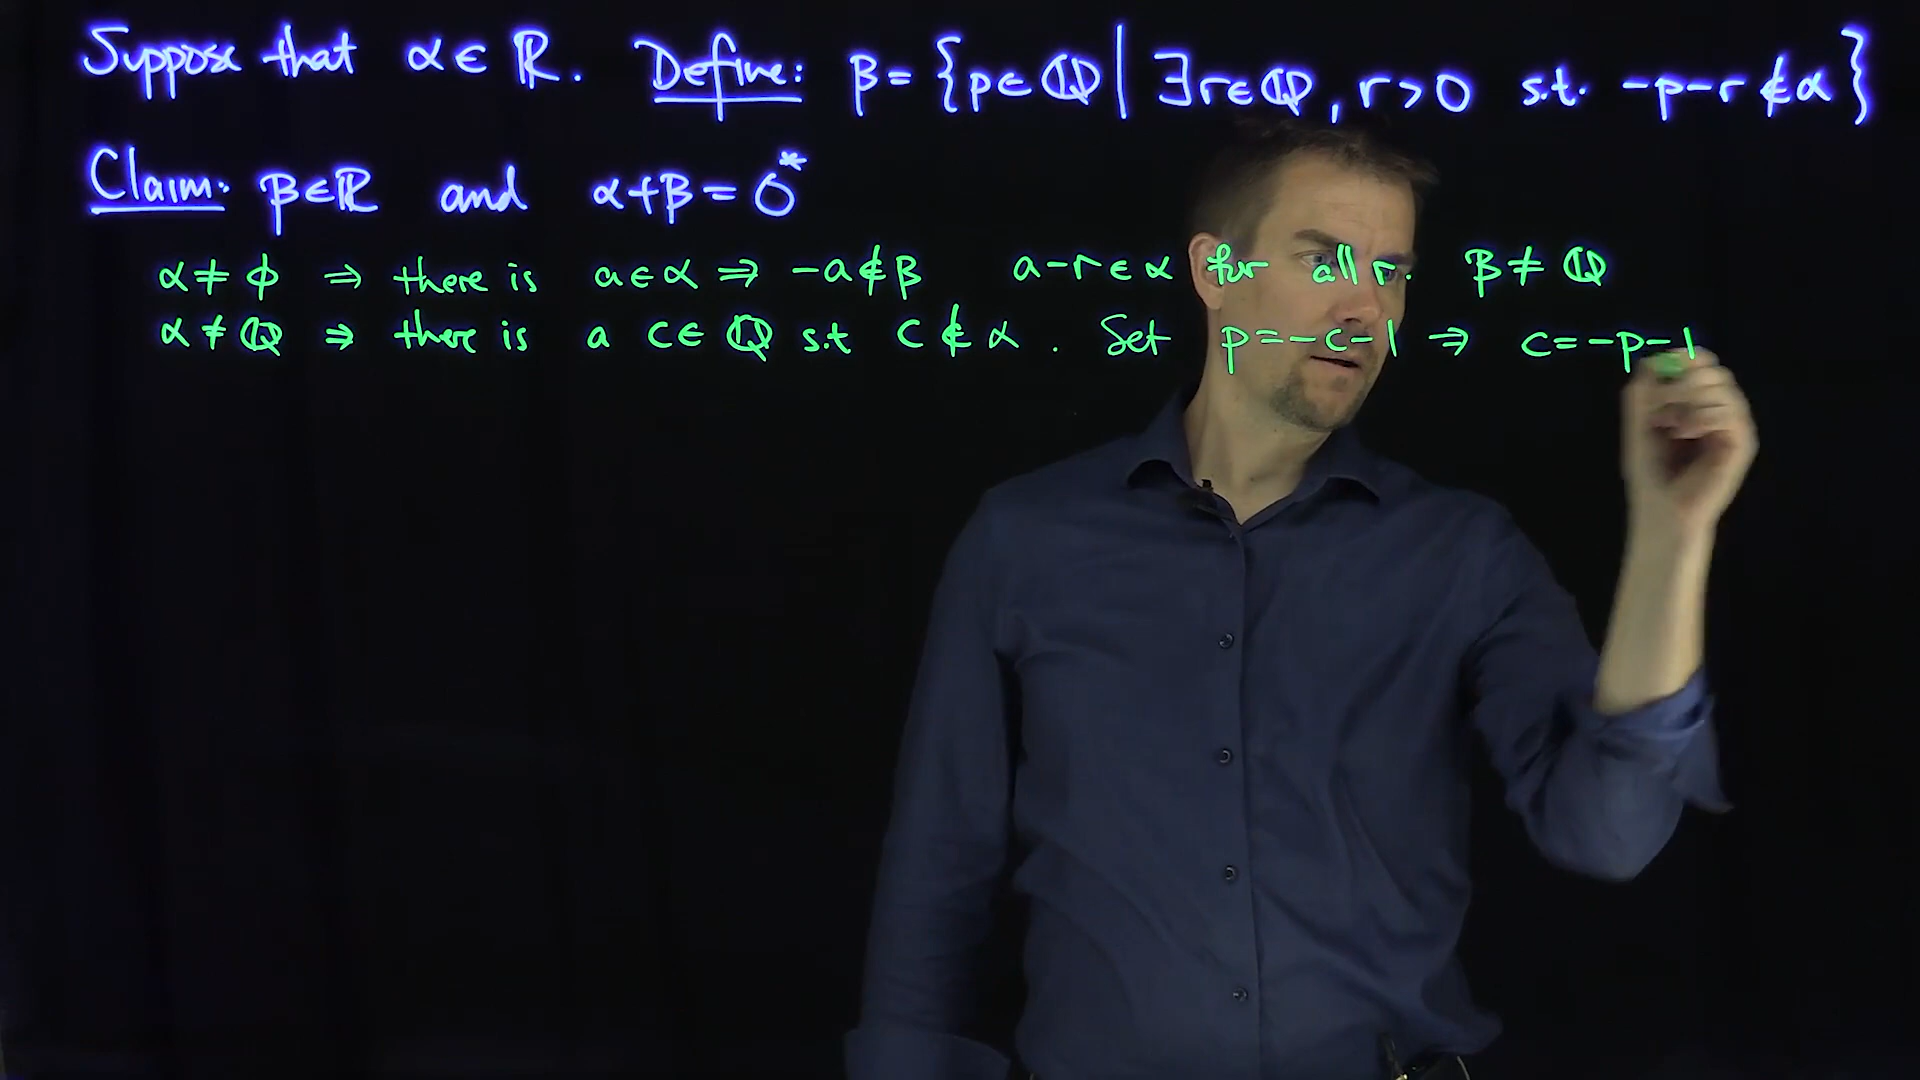 Suppose that α∈ℝ. Define: β={p∈ℚ| ∃r∈ℚ, r>0 s.t. -p-r∉α}
Claim: β∈ℝ and α+β=0*
α≠ϕ ⇒ there is a∈α ⇒ -a∉β a-r∈α for all r. β≠ℚ
α≠ℚ ⇒ there is a c∈ℚ s.t c∉α. Set p=-c-1 ⇒ c=-p-1